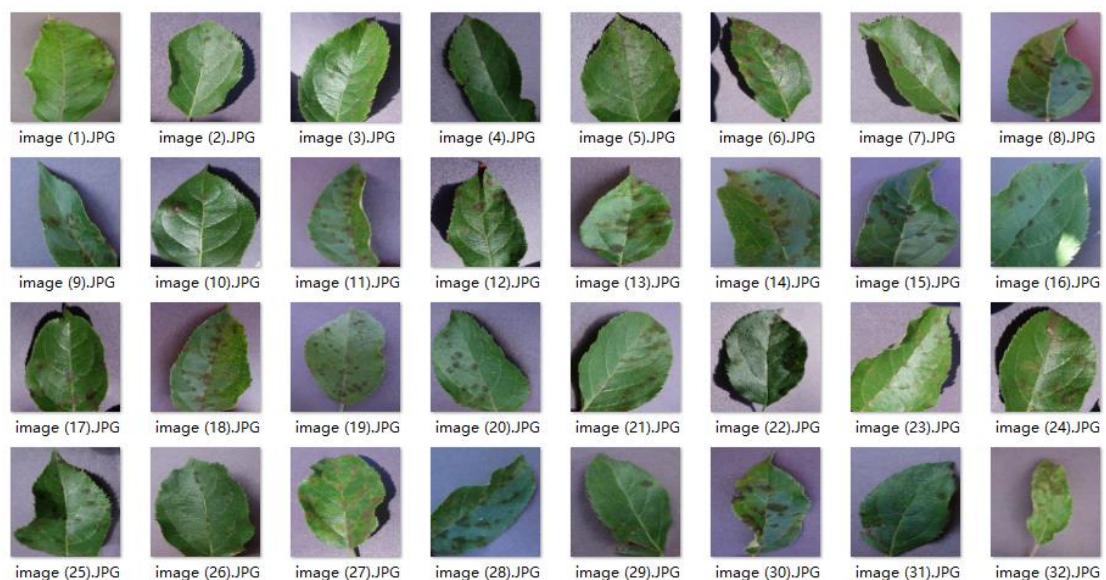 image (1).JPG image (2).JPG image (3).JPG image (4).JPG image (5).JPG image (6).JPG image (7).JPG image (8).JPG
image (9).JPG image (10).JPG image (11).JPG image (12).JPG image (13).JPG image (14).JPG image (15).JPG image (16).JPG
image (17).JPG image (18).JPG image (19).JPG image (20).JPG image (21).JPG image (22).JPG image (23).JPG image (24).JPG
image (25).JPG image (26).JPG image (27).JPG image (28).JPG image (29).JPG image (30).JPG image (31).JPG image (32).JPG